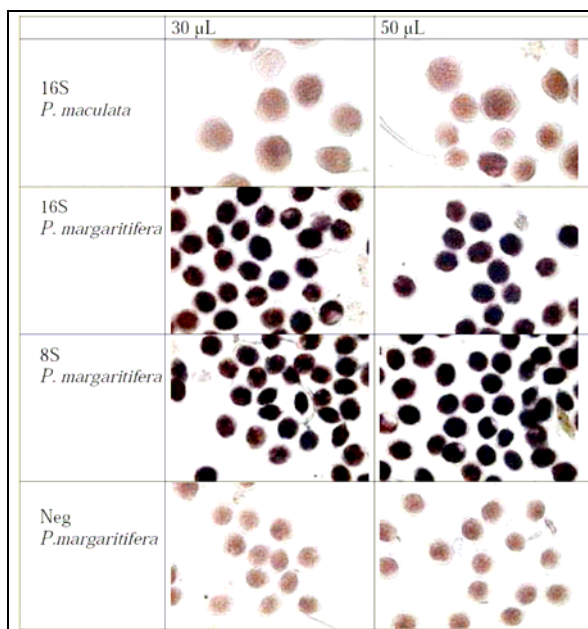 30 µL 50 µL
16S
P. maculata
16S
P. margaritifera
8S
P. margaritifera
Neg
P.margaritifera